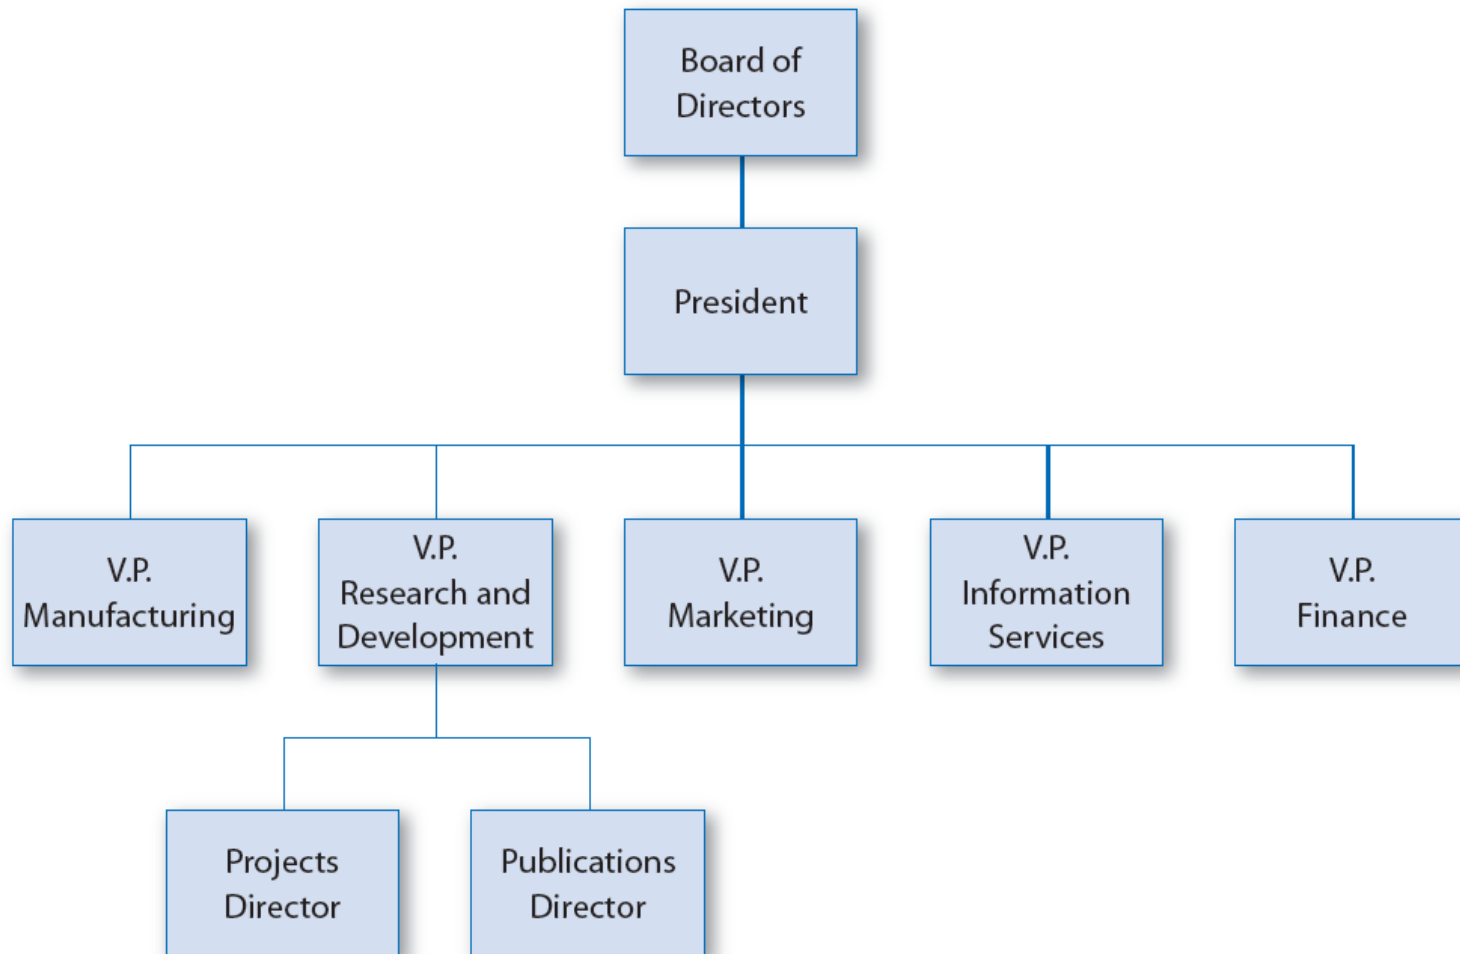 Board of
Directors
President
V.P.
Manufacturing
V.P.
Research and
Development
V.P.
Marketing
V.P.
Information
Services
V.P.
Finance
Projects
Director
Publications
Director